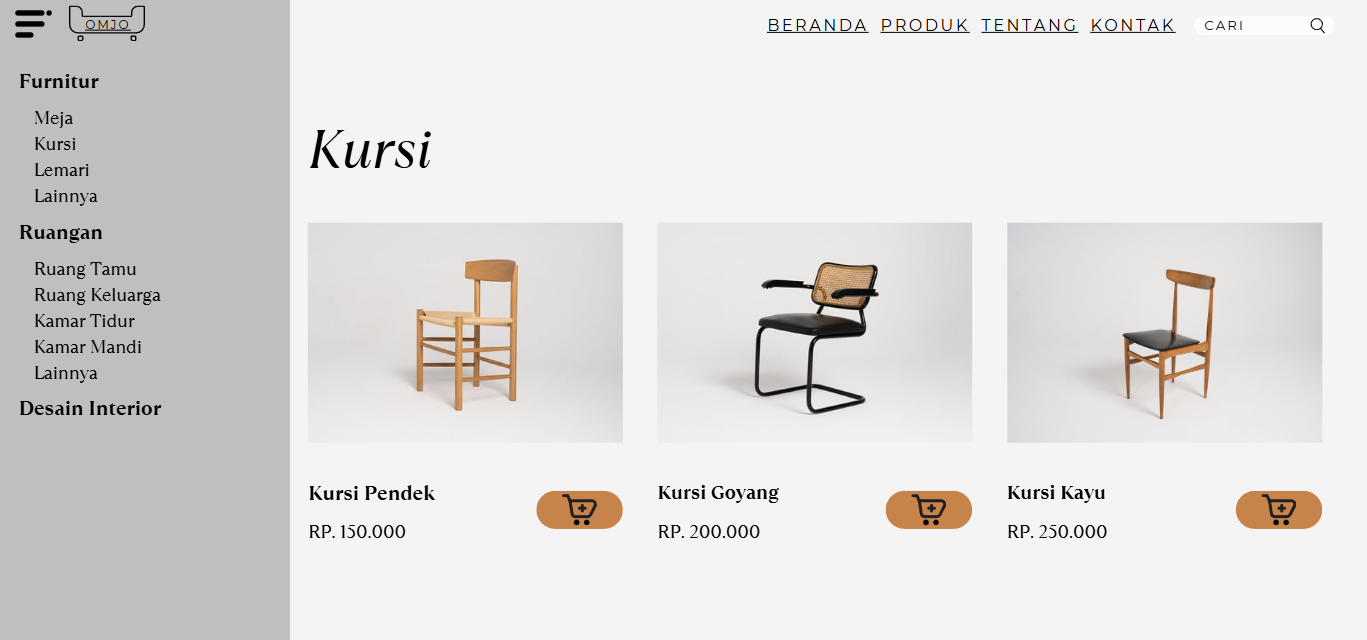 OMJO
BERANDA PRODUK TENTANG KONTAK CARI
Furnitur
Meja
Kursi
Lemari
Lainnya
Ruangan
Ruang Tamu
Ruang Keluarga
Kamar Tidur
Kamar Mandi
Lainnya
Desain Interior
Kursi
Kursi Pendek
RP. 150.000
Kursi Goyang
RP. 200.000
Kursi Kayu
RP. 250.000